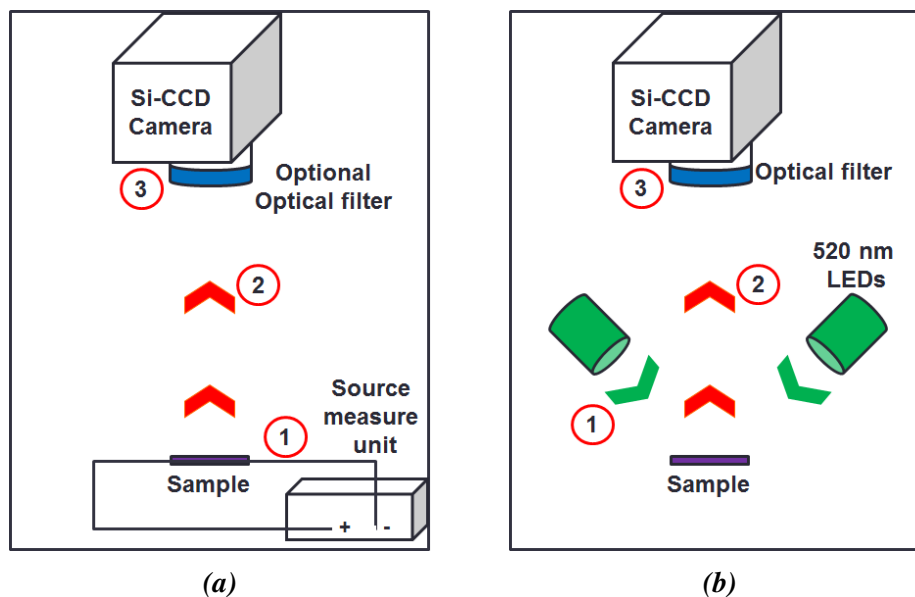 Si-CCD
Camera
3
Optional
Optical filter
2
1
Source
measure
unit
Sample
+ -
(a)
Si-CCD
Camera
3
Optical filter
520 nm
LEDs
2
1
Sample
(b)